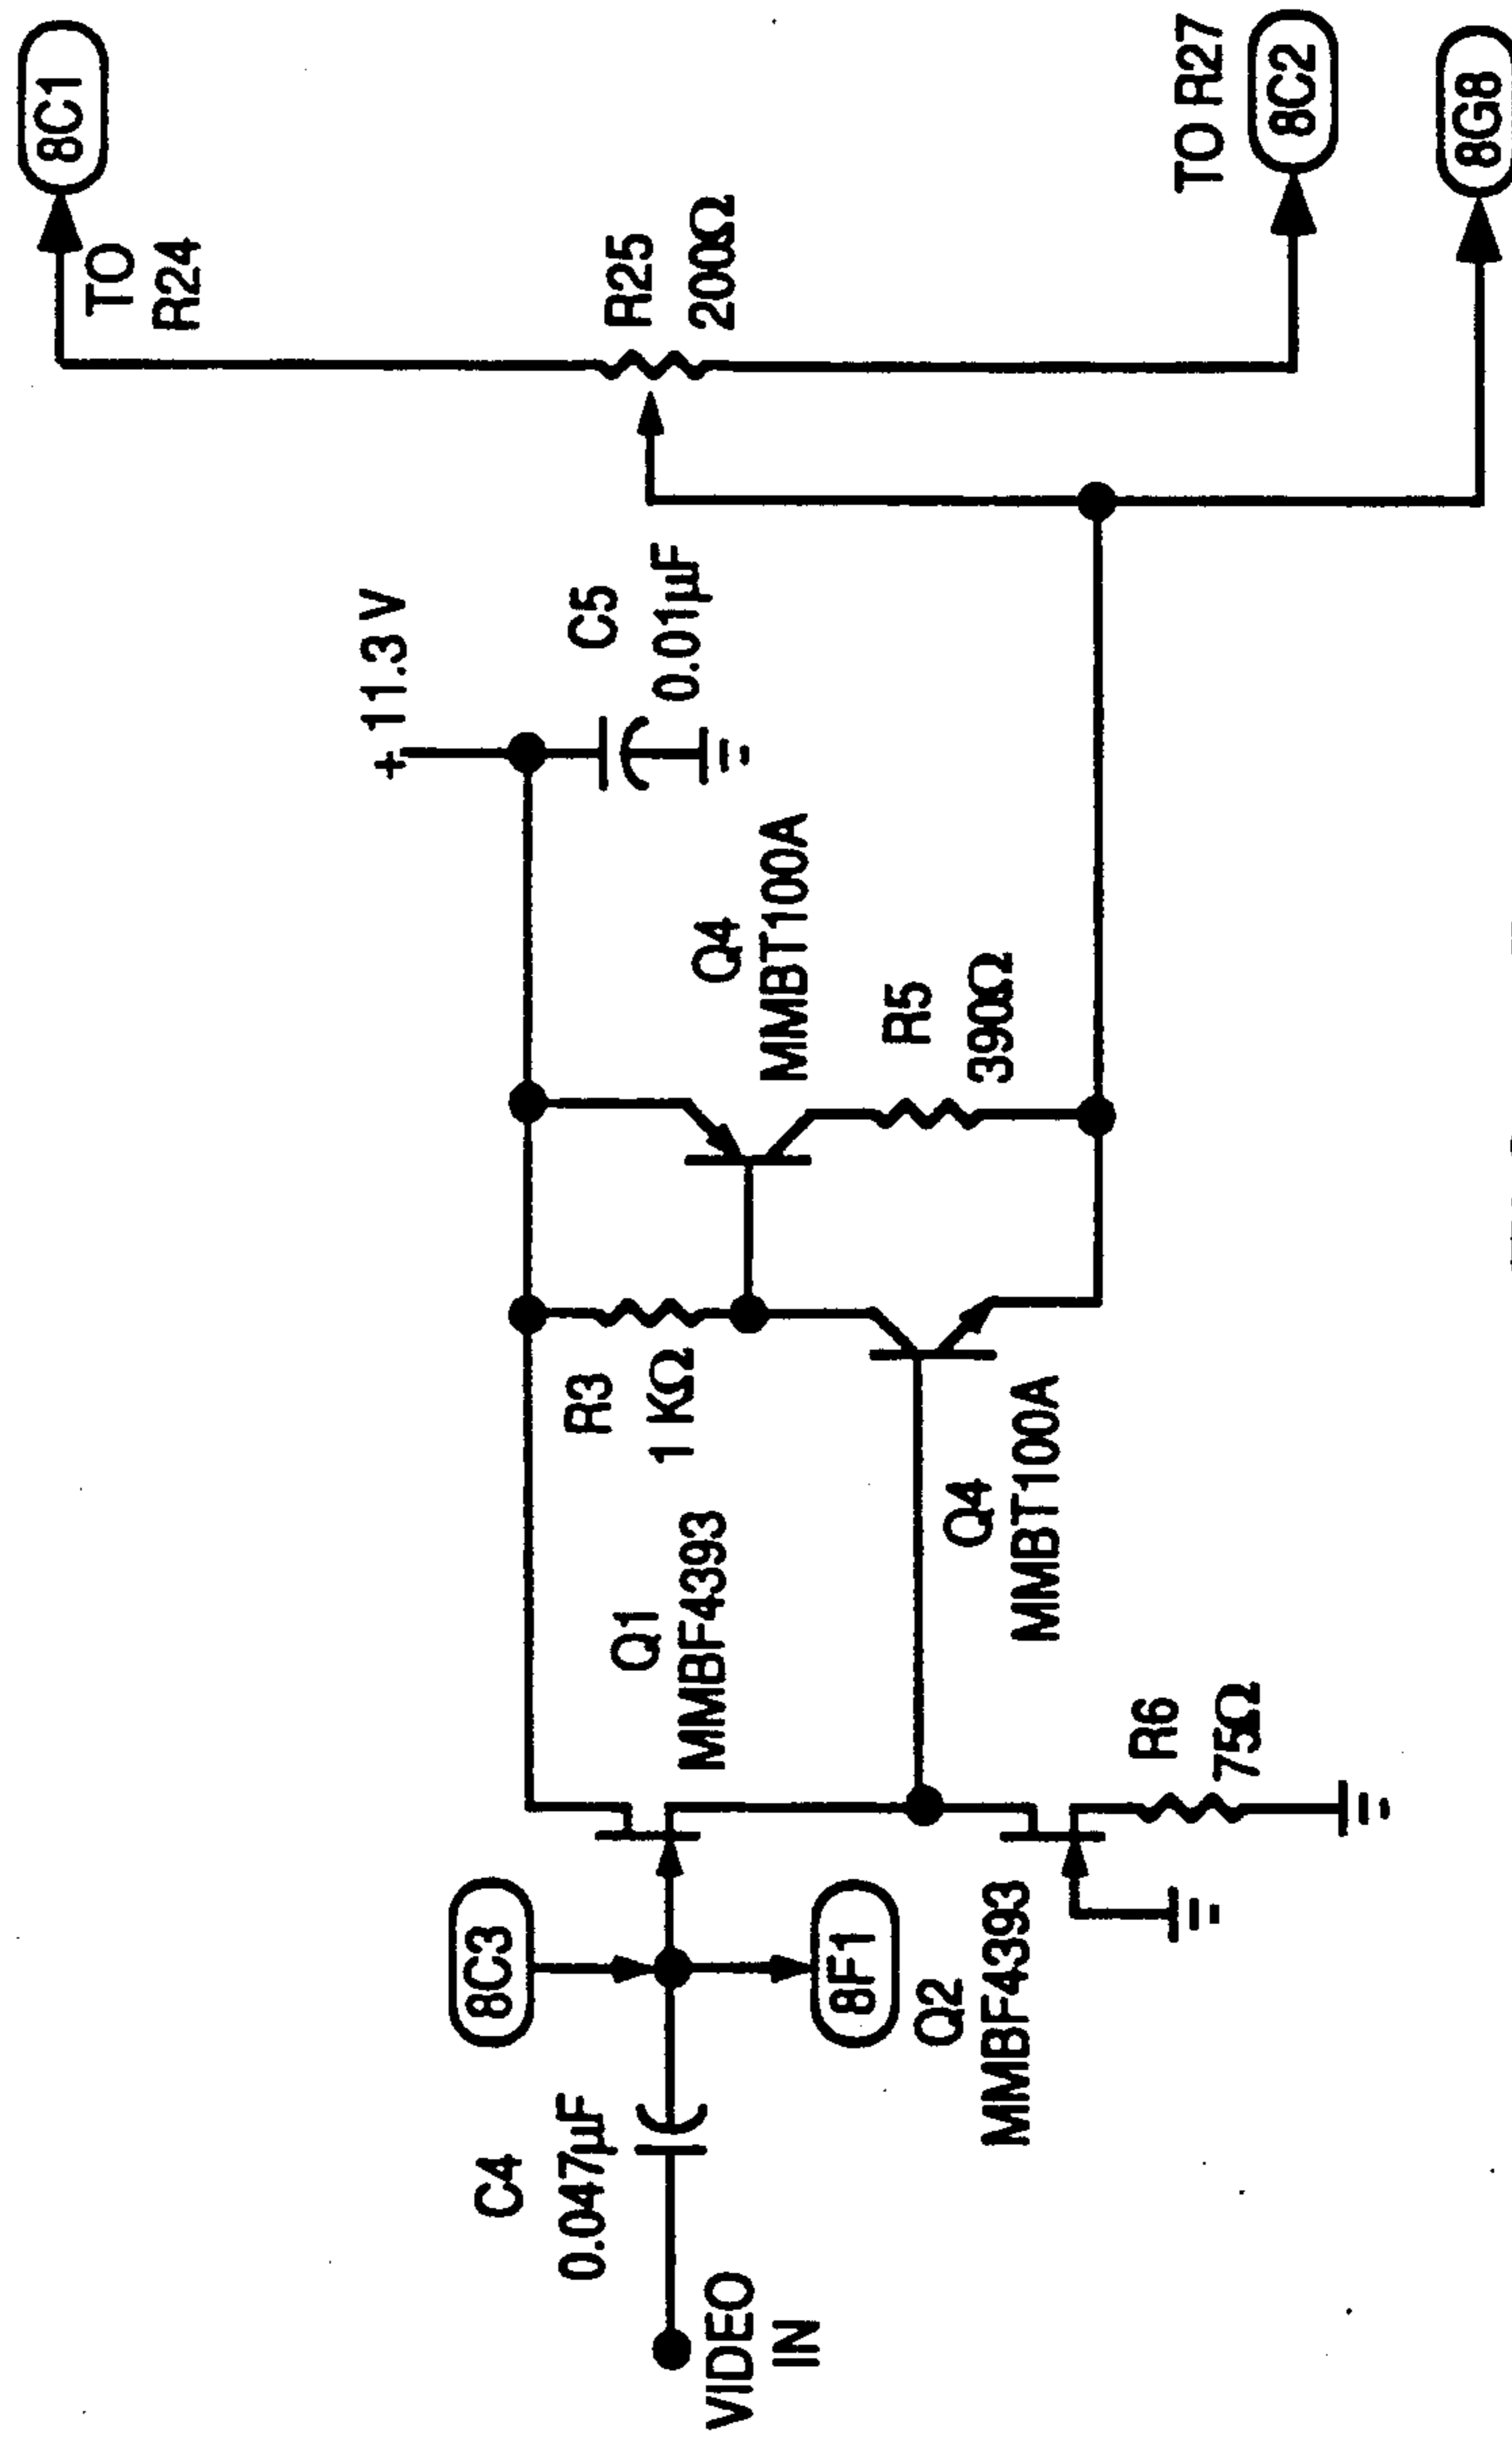 8C1
TO
R24
R25
200Ω
TO R27
8C2
8G8
+11.3 V
C5
0.01µF
Q4
MMBT100A
R5
390Ω
R3
1 KΩ
Q4
MMBT100A
Q1
MMBF4393
R6
75Ω
8C3
8F1
Q2
MMBF4393
C4
0.047µF
VIDEO
IN